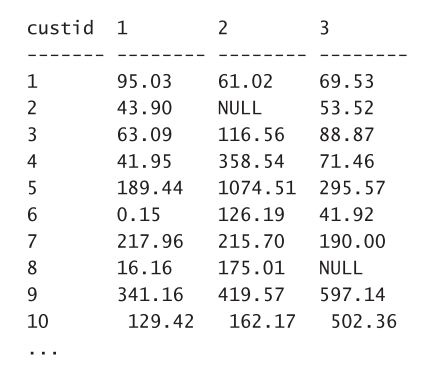 custid 1 2 3
------- -------- -------- --------
1 95.03 61.02 69.53
2 43.90 NULL 53.52
3 63.09 116.56 88.87
4 41.95 358.54 71.46
5 189.44 1074.51 295.57
6 0.15 126.19 41.92
7 217.96 215.70 190.00
8 16.16 175.01 NULL
9 341.16 419.57 597.14
10 129.42 162.17 502.36
...